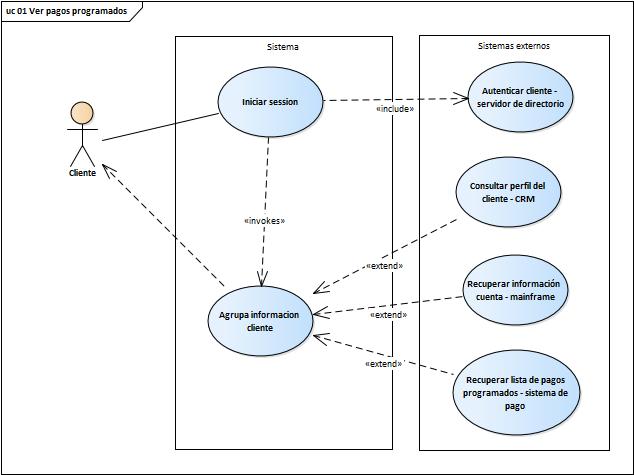 uc 01 Ver pagos programados
Sistema
Sistemas externos
Iniciar session
«include»
Autenticar cliente -
servidor de directorio
Cliente
Consultar perfil del
cliente - CRM
«invokes»
«extend»
Recuperar información
cuenta - mainframe
Agrupa informacion
cliente
«extend»
«extend»
Recuperar lista de pagos
programados - sistema de
pago